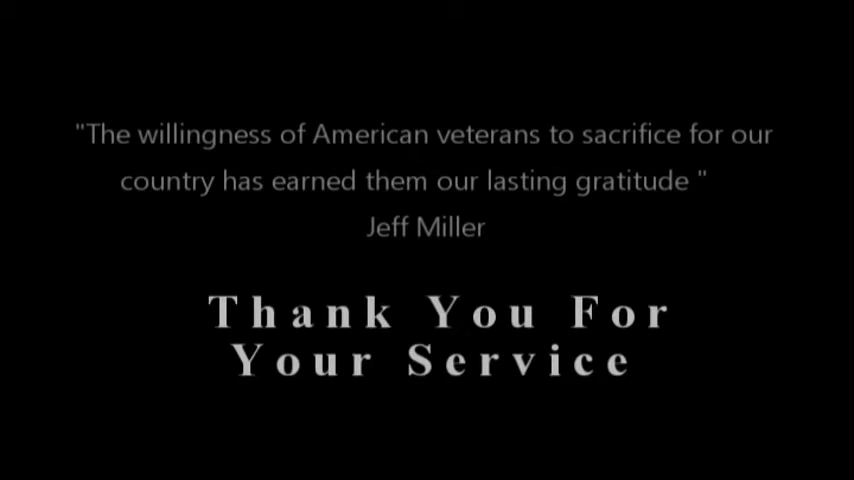 "The willingness of American veterans to sacrifice for our
country has earned them our lasting gratitude "
Jeff Miller
Thank You For
Your Service